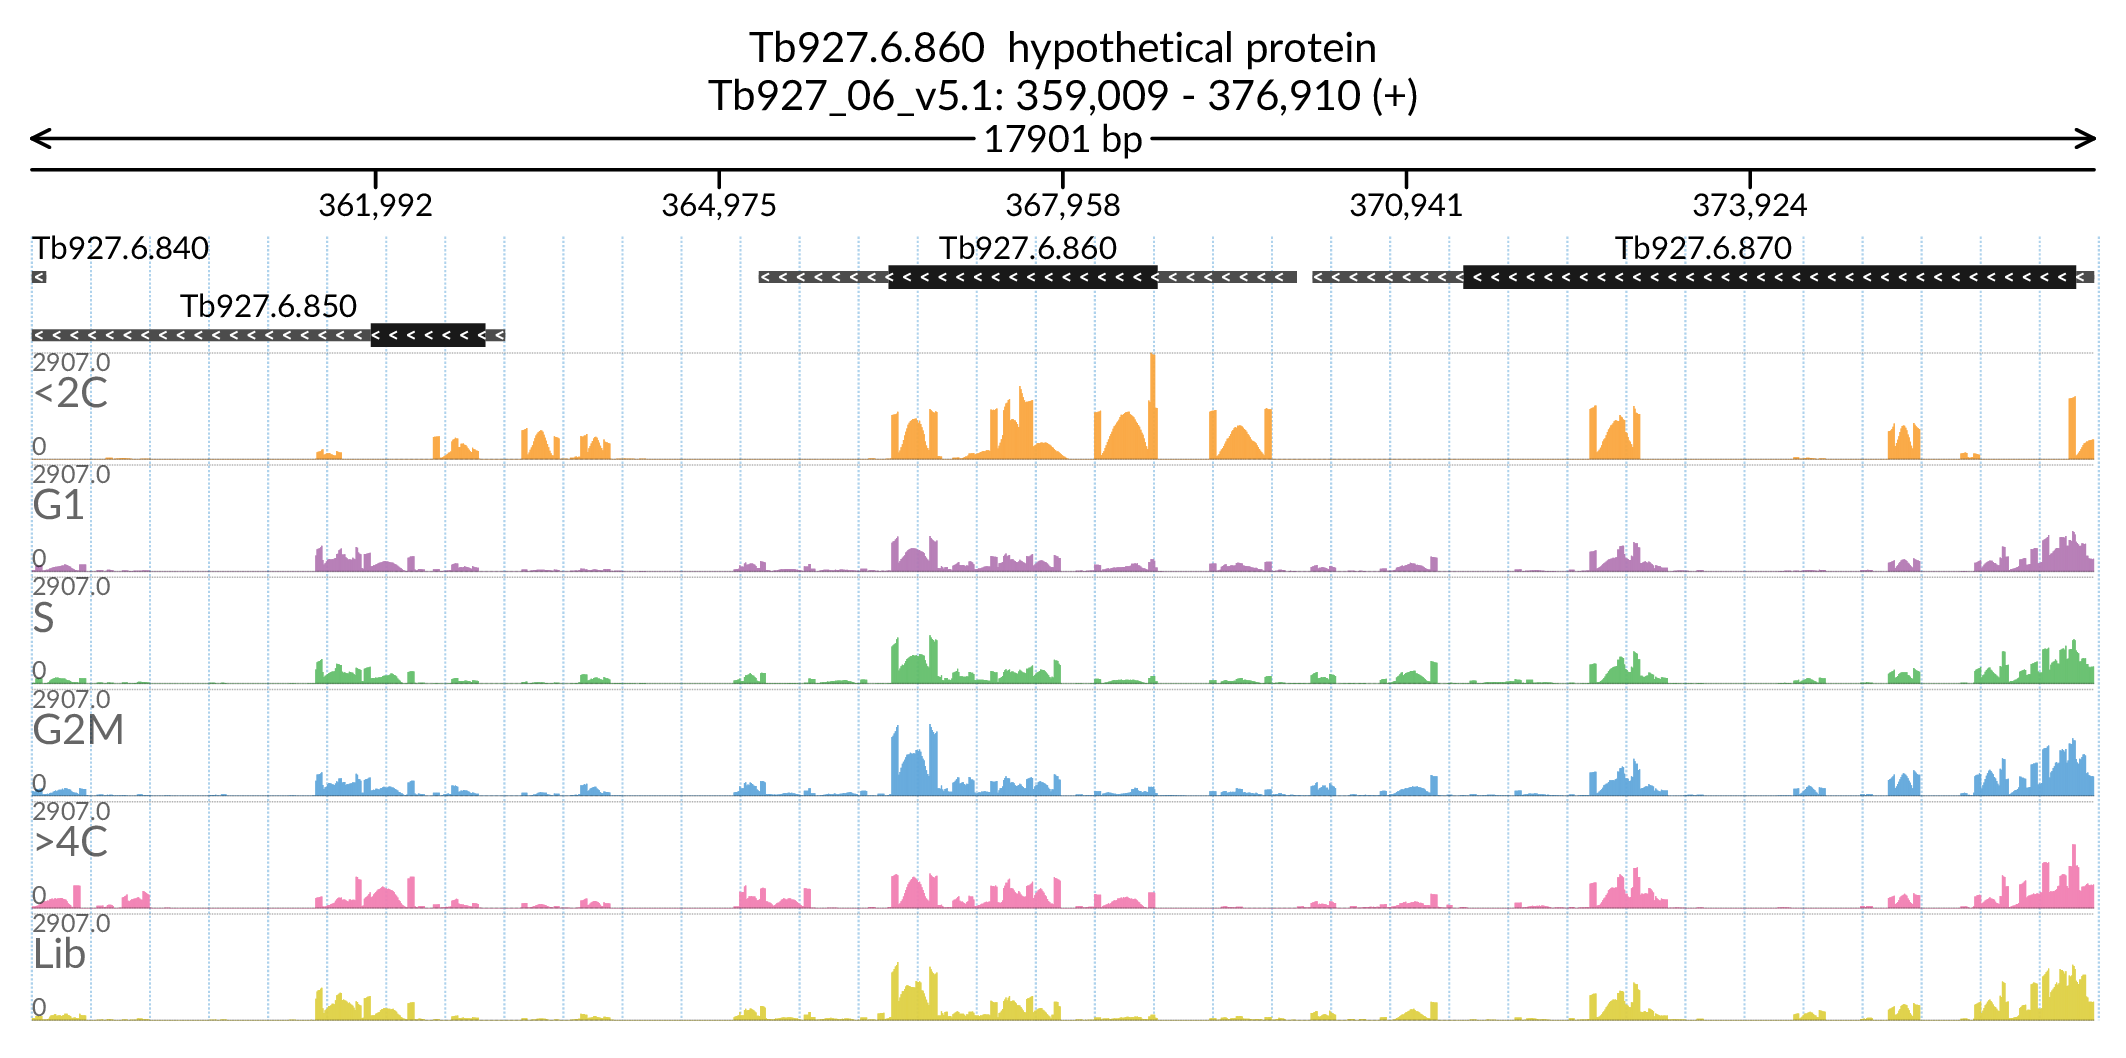 Tb927.6.860 hypothetical protein
Tb927_06_v5.1: 359,009 - 376,910 (+)
17901 bp
361,992 364,975 367,958 370,941 373,924
Tb927.6.840 Tb927.6.860 Tb927.6.870
Tb927.6.850
2907.0
<2C
0
2907.0
G1
0
2907.0
S
0
2907.0
G2M
0
2907.0
>4C
0
2907.0
Lib
0